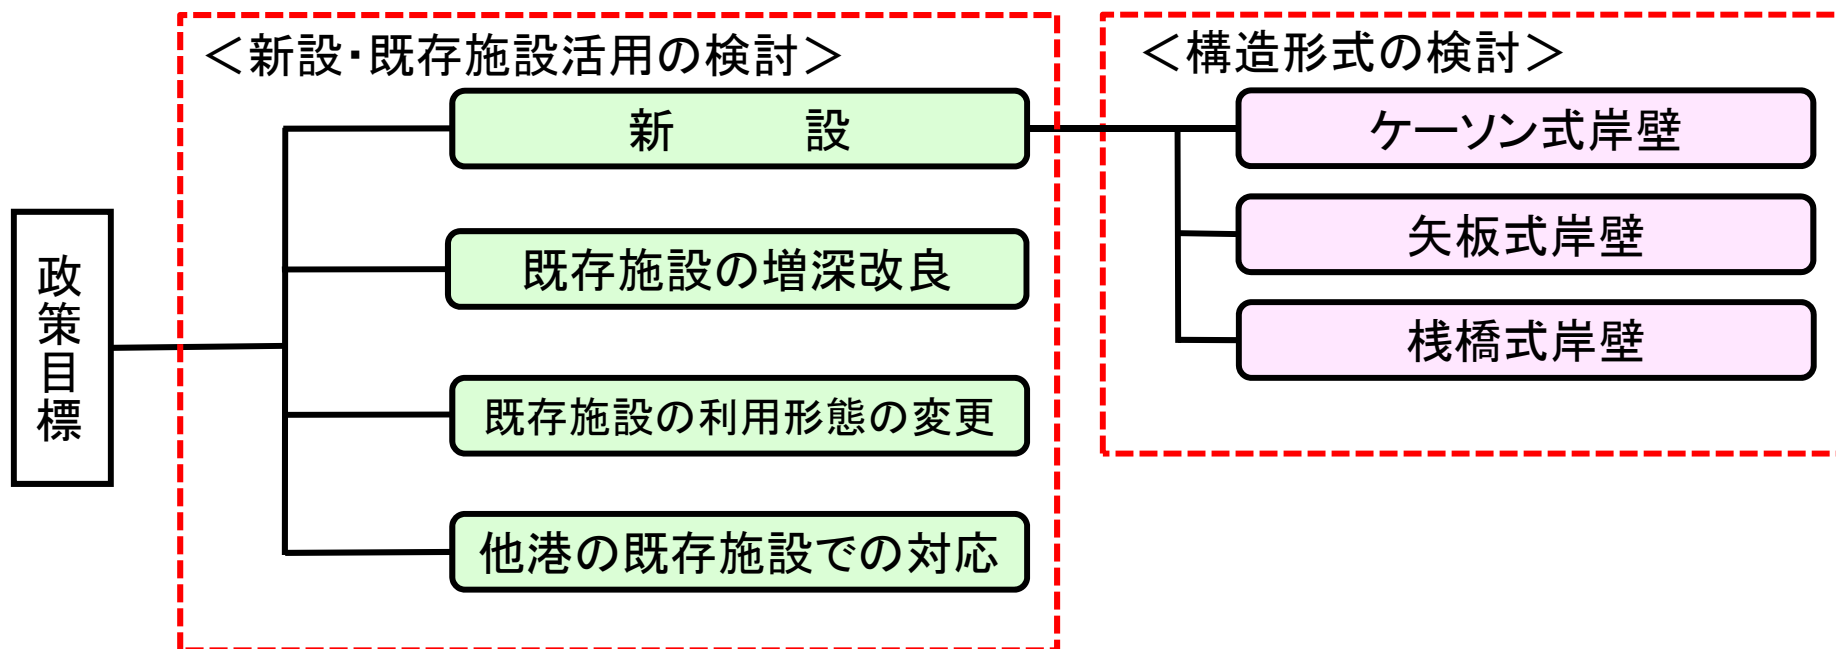 政策目標
＜新設・既存施設活用の検討＞
新　　　設
既存施設の増深改良
既存施設の利用形態の変更
他港の既存施設での対応
＜構造形式の検討＞
ケーソン式岸壁
矢板式岸壁
桟橋式岸壁